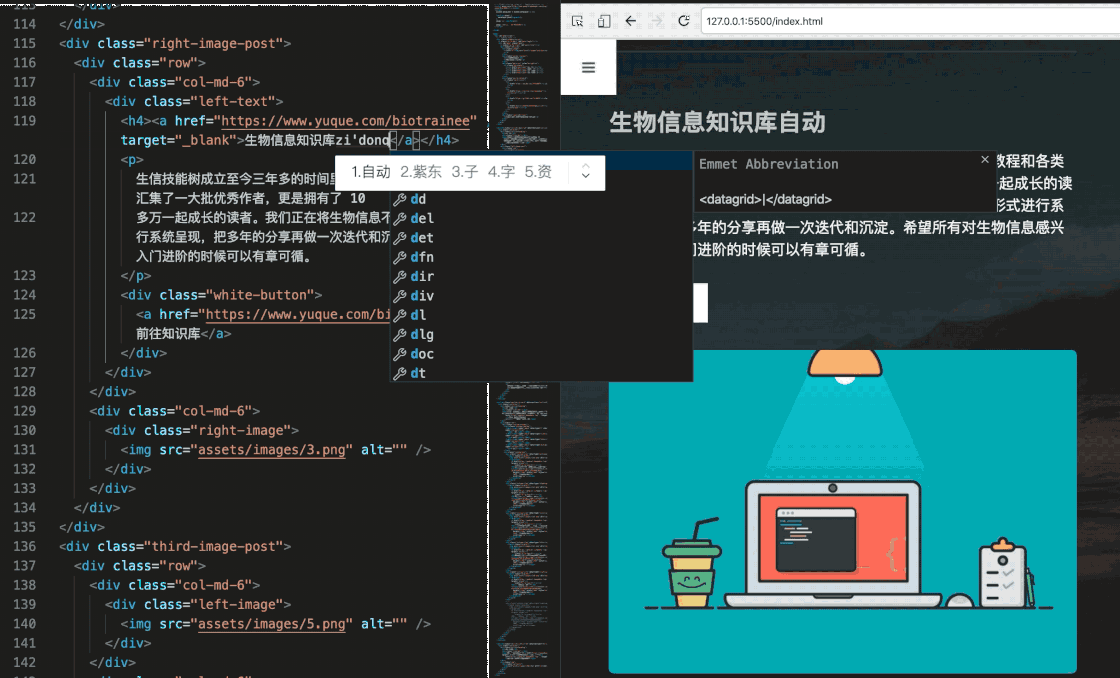 113 </div>
114 </div>
115 <div class="right-image-post">
116 <div class="row">
117 <div class="col-md-6">
118 <div class="left-text">
119 <h4><a href="https://www.yuque.com/biotrainee"
target="_blank">生物信息知识库zi'dong</a></h4>
120 <p>
121 生信技能树成立至今三年多的时间
汇集了一大批优秀作者，更是拥有了 10
122 多万一起成长的读者。我们正在将生物信息
行系统呈现，把多年的分享再做一次迭代和
入门进阶的时候可以有章可循。
123 </p>
124 <div class="white-button">
125 <a href="https://www.yuque.com/bi
前往知识库</a>
126 </div>
127 </div>
128 </div>
129 <div class="col-md-6">
130 <div class="right-image">
131 <img src="assets/images/3.png" alt="" />
132 </div>
133 </div>
134 </div>
135 </div>
136 <div class="third-image-post">
137 <div class="row">
138 <div class="col-md-6">
139 <div class="left-image">
140 <img src="assets/images/5.png" alt="" />
141 </div>
142 </div>
1.自动 2.紫东 3.子 4.字 5.资
dd
del
det
dfn
dir
div
dl
dlg
doc
dt
Emmet Abbreviation
<datagrid>|</datagrid>
127.0.0.1:5500/index.html
生物信息知识库自动
教程和各类
一起成长的读
形式进行系
多年的分享再做一次迭代和沉淀。希望所有对生物信息感兴
门进阶的时候可以有章可循。